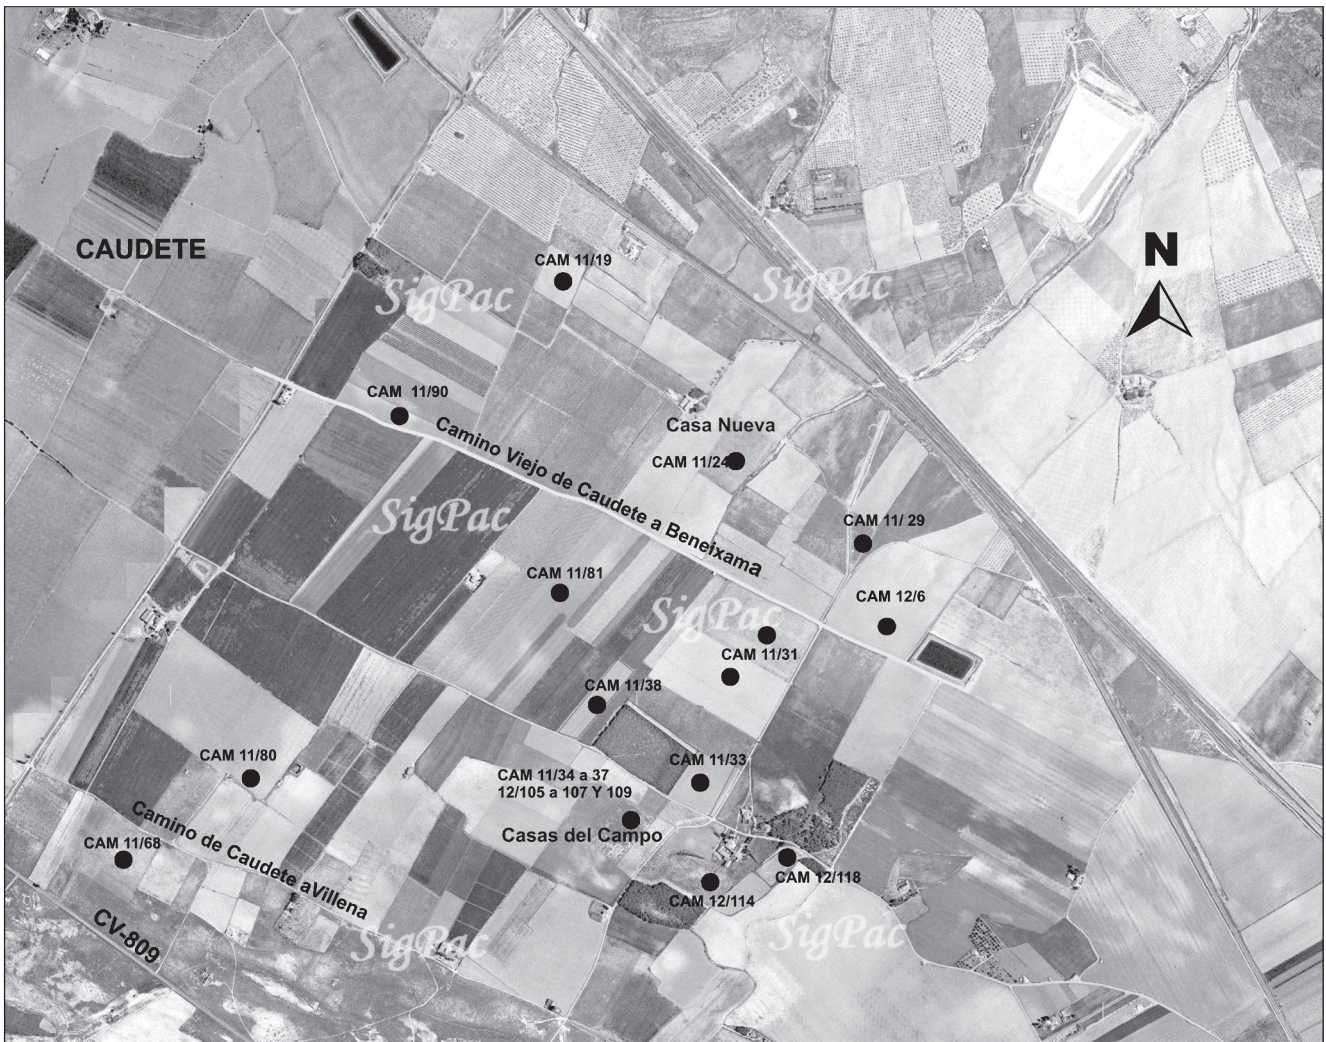 CAUDETE
N
CAM 11/19
SigPac
SigPac
CAM 11/90
Camino Viejo de Caudete a Beneixama
Casa Nueva
CAM 11/24
SigPac
CAM 11/ 29
CAM 11/81
CAM 12/6
SigPac
CAM 11/31
CAM 11/38
CAM 11/80
CAM 11/33
CAM 11/34 a 37
12/105 a 107 Y 109
Casas del Campo
Camino de Caudete aVillena
CAM 11/68
CAM 12/118
CAM 12/114
CV-809
SigPac
SigPac